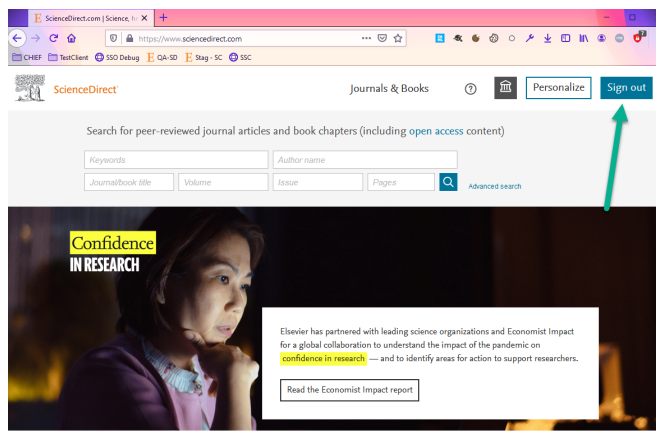 ScienceDirect.com | Science, h
https://www.sciencedirect.com
CHIEF TestClient SSO Debug QA-SD Stag - SC SSC
ScienceDirect
Journals & Books
?
Personalize
Sign out
Search for peer-reviewed journal articles and book chapters (including open access content)
Keywords Author name
Journal/book title Volume Issue Pages
Advanced search
Confidence
IN RESEARCH
Elsevier has partnered with leading science organizations and Economist Impact
for a global collaboration to understand the impact of the pandemic on
confidence in research — and to identify areas for action to support researchers.
Read the Economist Impact report